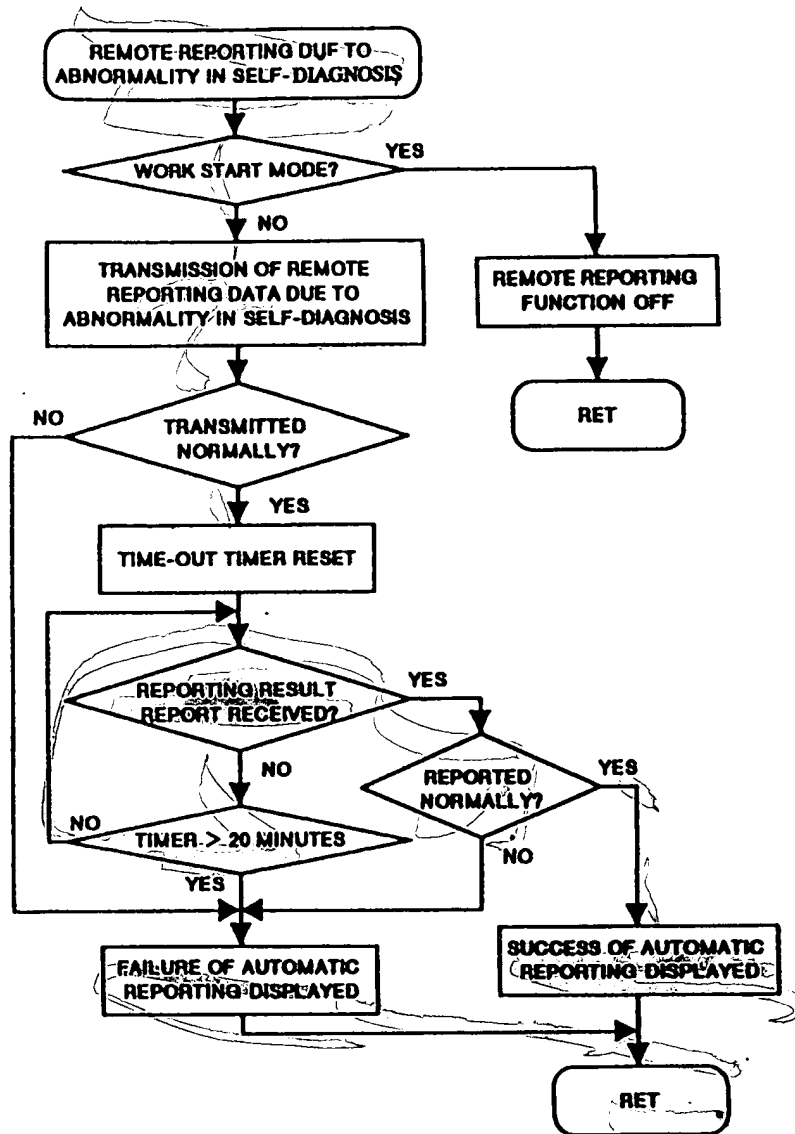 REMOTE REPORTING DUF TO
ABNORMALITY IN SELF-DIAGNOSIS
WORK START MODE?
YES
NO
TRANSMISSION OF REMOTE
REPORTING DATA DUE TO
ABNORMALITY IN SELF-DIAGNOSIS
REMOTE REPORTING
FUNCTION OFF
RET
NO
TRANSMITTED
NORMALLY?
YES
TIME-OUT TIMER RESET
REPORTING RESULT
REPORT RECEIVED?
YES
NO
REPORTED
NORMALLY?
YES
NO
NO
TIMER > 20 MINUTES
YES
FAILURE OF AUTOMATIC
REPORTING DISPLAYED
SUCCESS OF AUTOMATIC
REPORTING DISPLAYED
RET